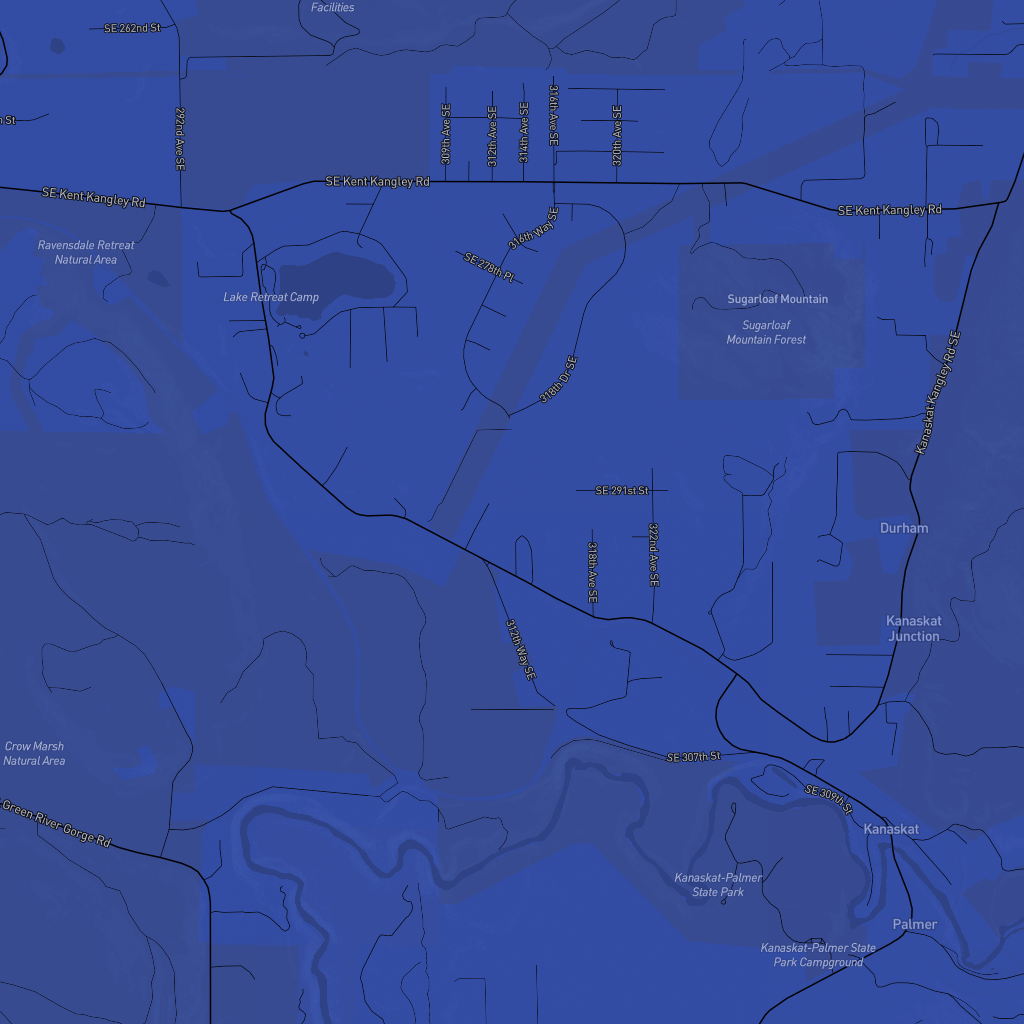 Facilities
SE 262nd St
292nd Ave SE
309th Ave SE
312th Ave SE
314th Ave SE
316th Ave SE
320th Ave SE
St
SE Kent Kangley Rd
SE Kent Kangley Rd
SE Kent Kangley Rd
316th Way SE
Ravensdale Retreat
Natural Area
SE 278th Pl
Lake Retreat Camp
Sugarloaf Mountain
Sugarloaf
Mountain Forest
Kanaskat Kangley Rd SE
318th Dr SE
SE 291st St
Durham
322nd Ave SE
318th Ave SE
Kanaskat
Junction
312th Way SE
Crow Marsh
Natural Area
SE 307th St
SE 309th St
Green River Gorge Rd
Kanaskat
Kanaskat-Palmer
State Park
Palmer
Kanaskat-Palmer State
Park Campground